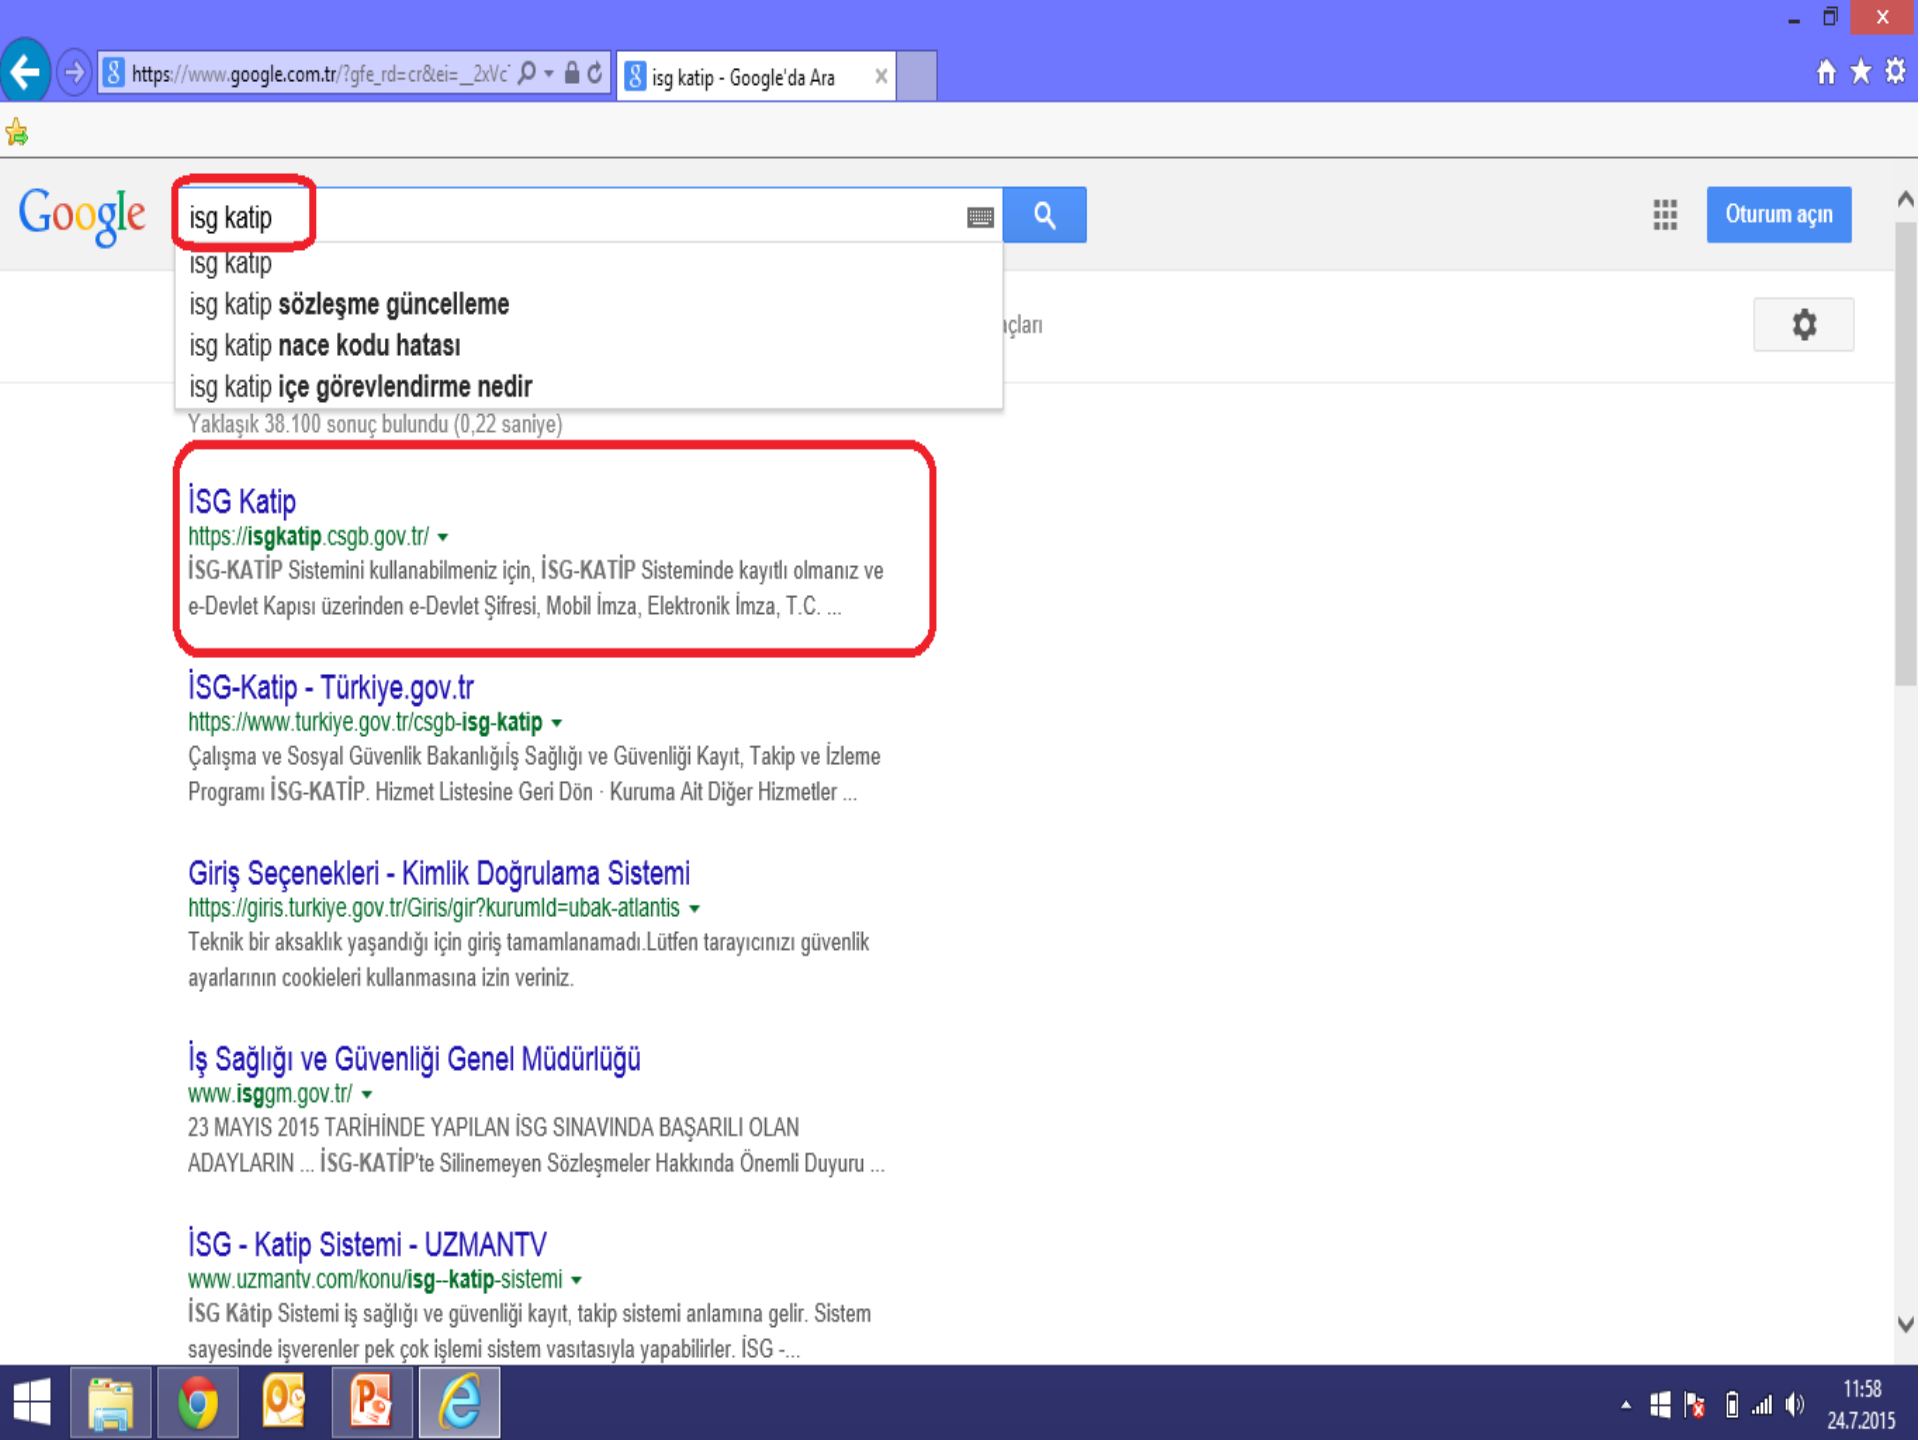 https://www.google.com.tr/?gfe_rd=cr&ei=__2xVc
isg katip - Google'da Ara
Google
isg katip
Oturum açın
isg katip
isg katip sözleşme güncelleme
isg katip nace kodu hatası
isg katip içe görevlendirme nedir
çları
Yaklaşık 38.100 sonuç bulundu (0,22 saniye)
İSG Katip
https://isgkatip.csgb.gov.tr/
İSG-KATİP Sistemini kullanabilmeniz için, İSG-KATİP Sisteminde kayıtlı olmanız ve
e-Devlet Kapısı üzerinden e-Devlet Şifresi, Mobil İmza, Elektronik İmza, T.C. ...
İSG-Katip - Türkiye.gov.tr
https://www.turkiye.gov.tr/csgb-isg-katip
Çalışma ve Sosyal Güvenlik Bakanlığıİş Sağlığı ve Güvenliği Kayıt, Takip ve İzleme
Programı İSG-KATİP. Hizmet Listesine Geri Dön · Kuruma Ait Diğer Hizmetler ...
Giriş Seçenekleri - Kimlik Doğrulama Sistemi
https://giris.turkiye.gov.tr/Giris/gir?kurumId=ubak-atlantis
Teknik bir aksaklık yaşandığı için giriş tamamlanamadı.Lütfen tarayıcınızı güvenlik
ayarlarının cookieleri kullanmasına izin veriniz.
İş Sağlığı ve Güvenliği Genel Müdürlüğü
www.isggm.gov.tr/
23 MAYIS 2015 TARİHİNDE YAPILAN İSG SINAVINDA BAŞARILI OLAN
ADAYLARIN ... İSG-KATİP'te Silinemeyen Sözleşmeler Hakkında Önemli Duyuru ...
İSG - Katip Sistemi - UZMANTV
www.uzmantv.com/konu/isg--katip-sistemi
İSG Kâtip Sistemi iş sağlığı ve güvenliği kayıt, takip sistemi anlamına gelir. Sistem
sayesinde işverenler pek çok işlemi sistem vasıtasıyla yapabilirler. İSG -...
11:58
24.7.2015